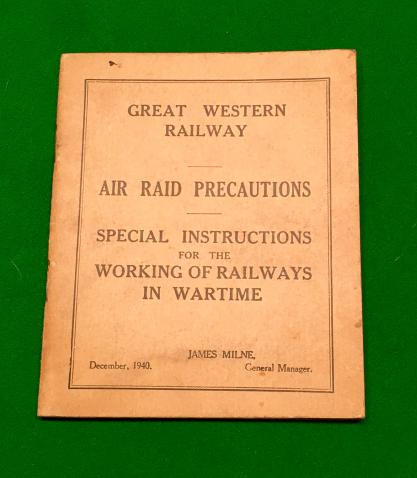 GREAT WESTERN
RAILWAY
AIR RAID PRECAUTIONS
SPECIAL INSTRUCTIONS
FOR THE
WORKING OF RAILWAYS
IN WARTIME
JAMES MILNE,
December, 1940. General Manager.